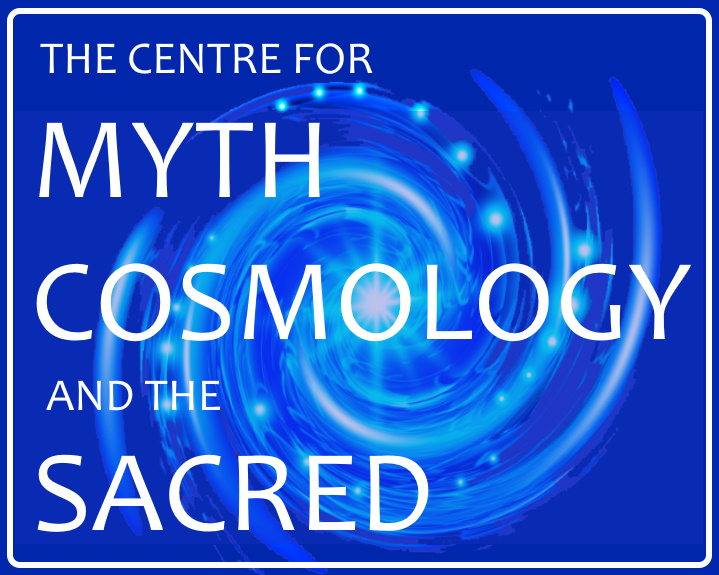 THE CENTRE FOR
MYTH
COSMOLOGY
AND THE
SACRED